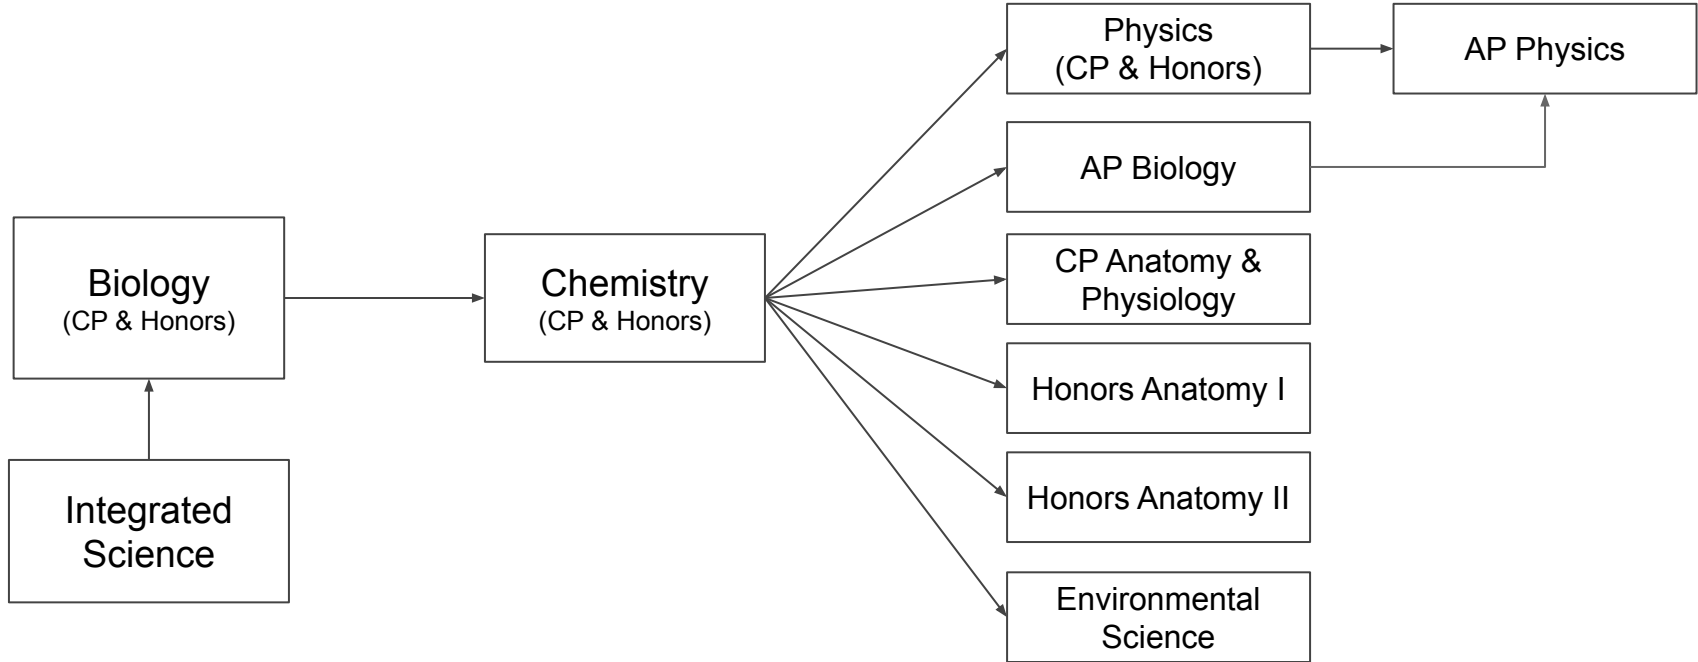 Physics
(CP & Honors)
AP Physics
AP Biology
Biology
(CP & Honors)
Chemistry
(CP & Honors)
CP Anatomy &
Physiology
Honors Anatomy I
Integrated
Science
Honors Anatomy II
Environmental
Science